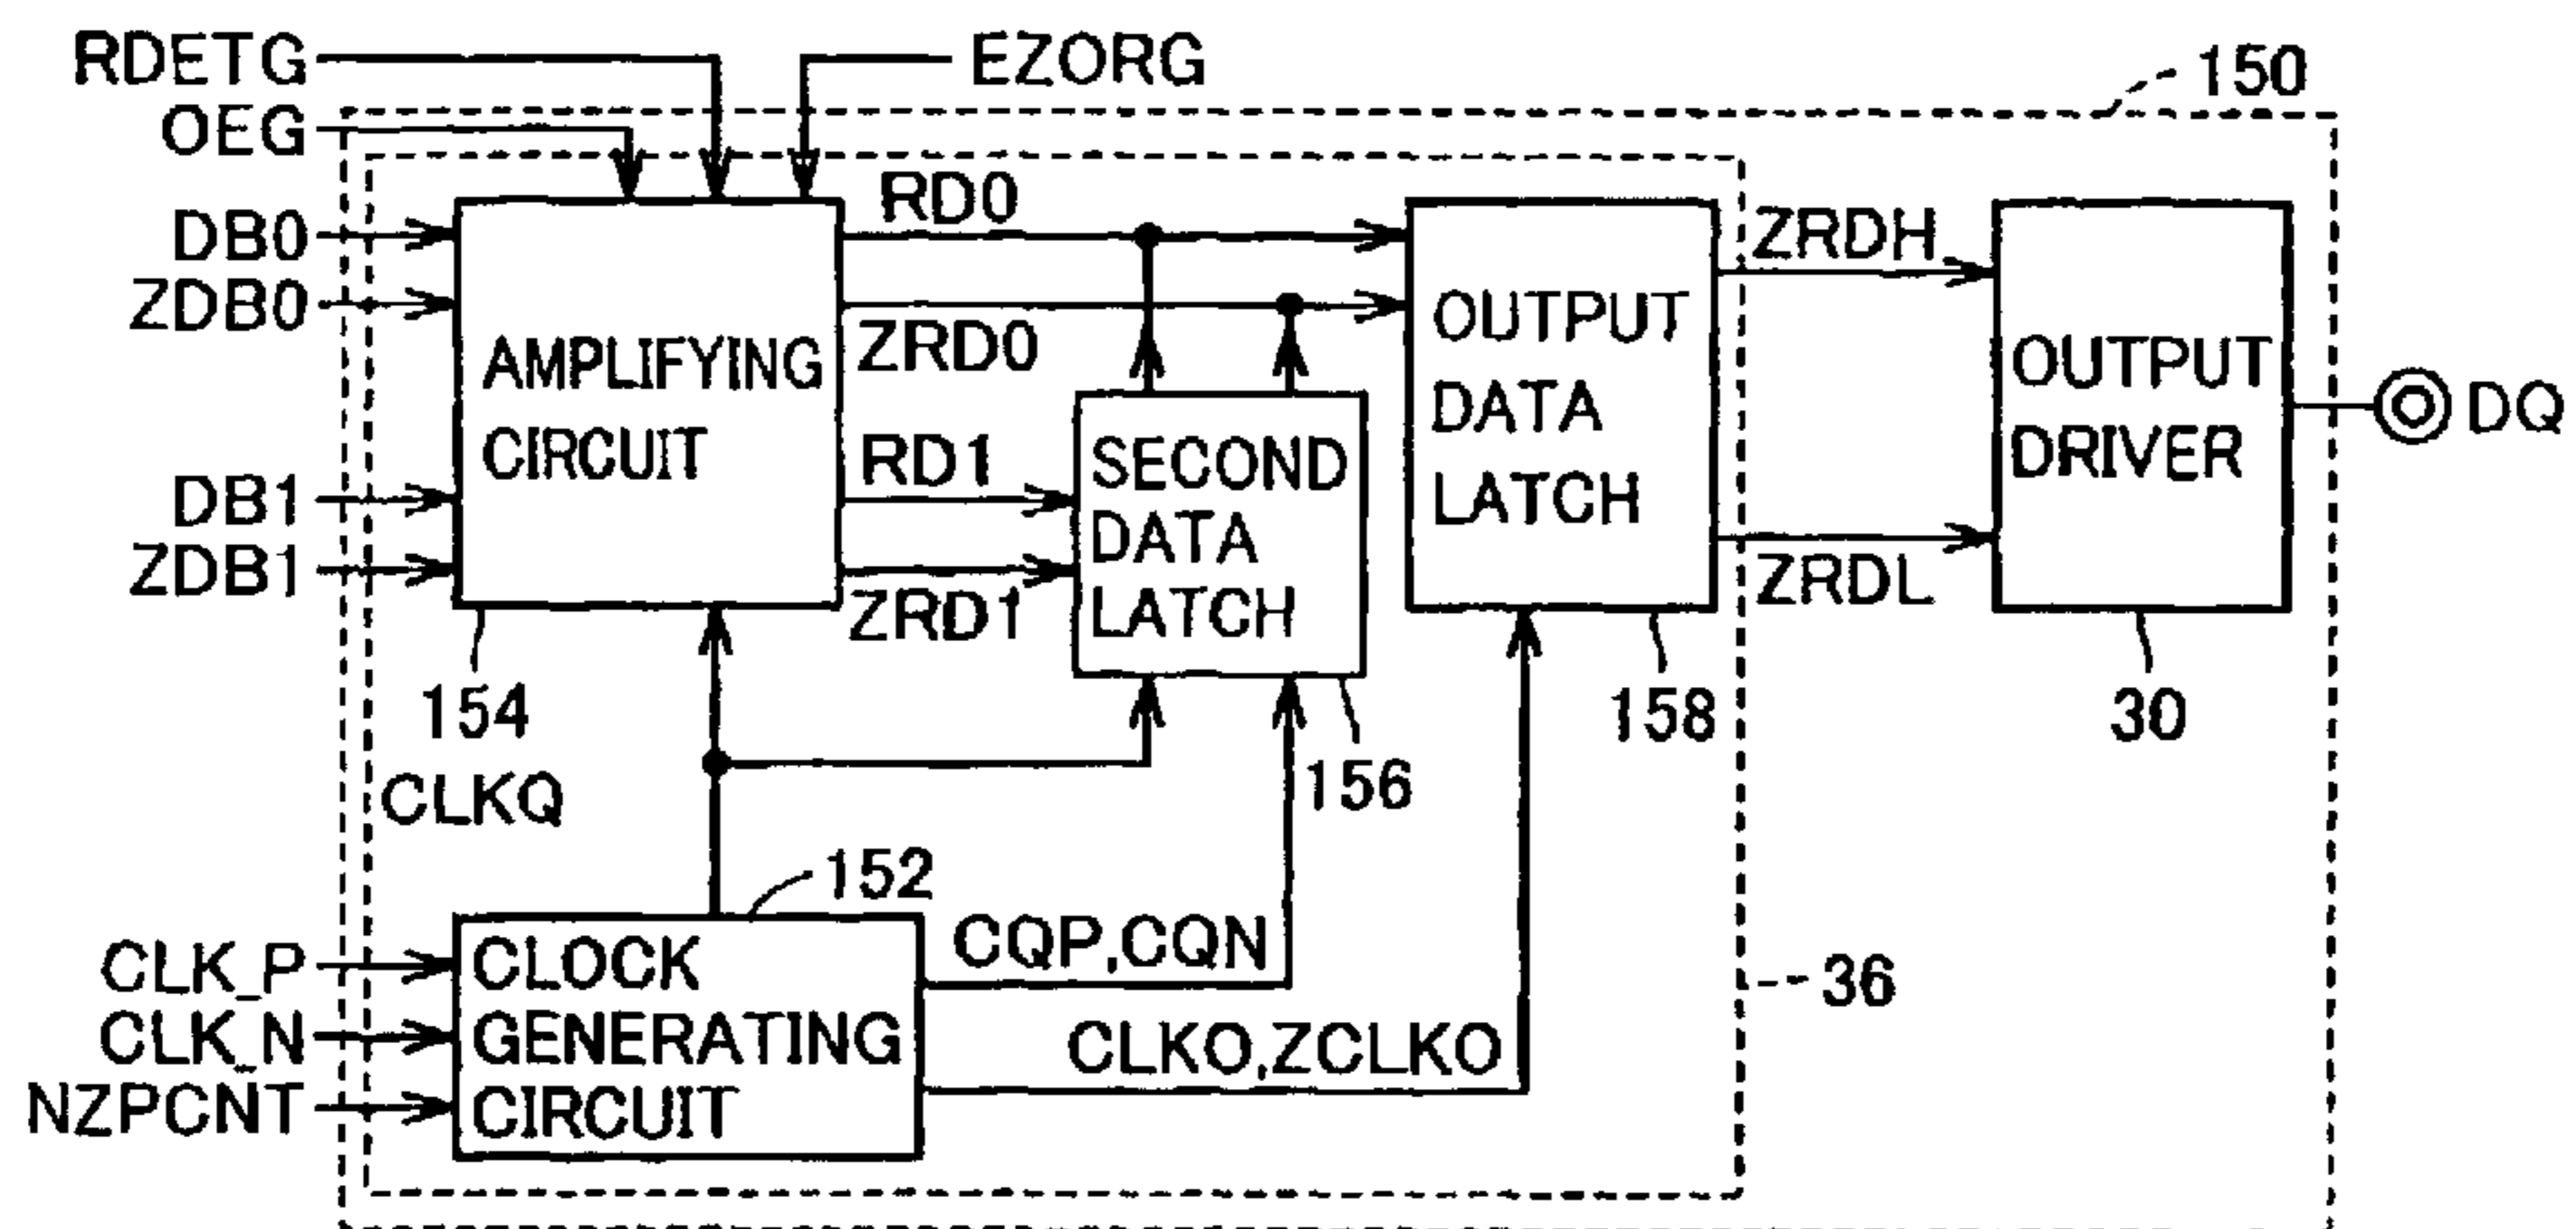 RDETG
EZORG
150
OEG
DB0
ZDB0
DB1
ZDB1
AMPLIFYING
CIRCUIT
RD0
ZRD0
RD1
ZRD1
SECOND
DATA
LATCH
OUTPUT
DATA
LATCH
ZRDH
ZRDL
OUTPUT
DRIVER
DQ
154
156
158
30
CLKQ
152
CLK_P
CLK_N
NZPCNT
CLOCK
GENERATING
CIRCUIT
CQP,CQN
CLKO,ZCLKO
36